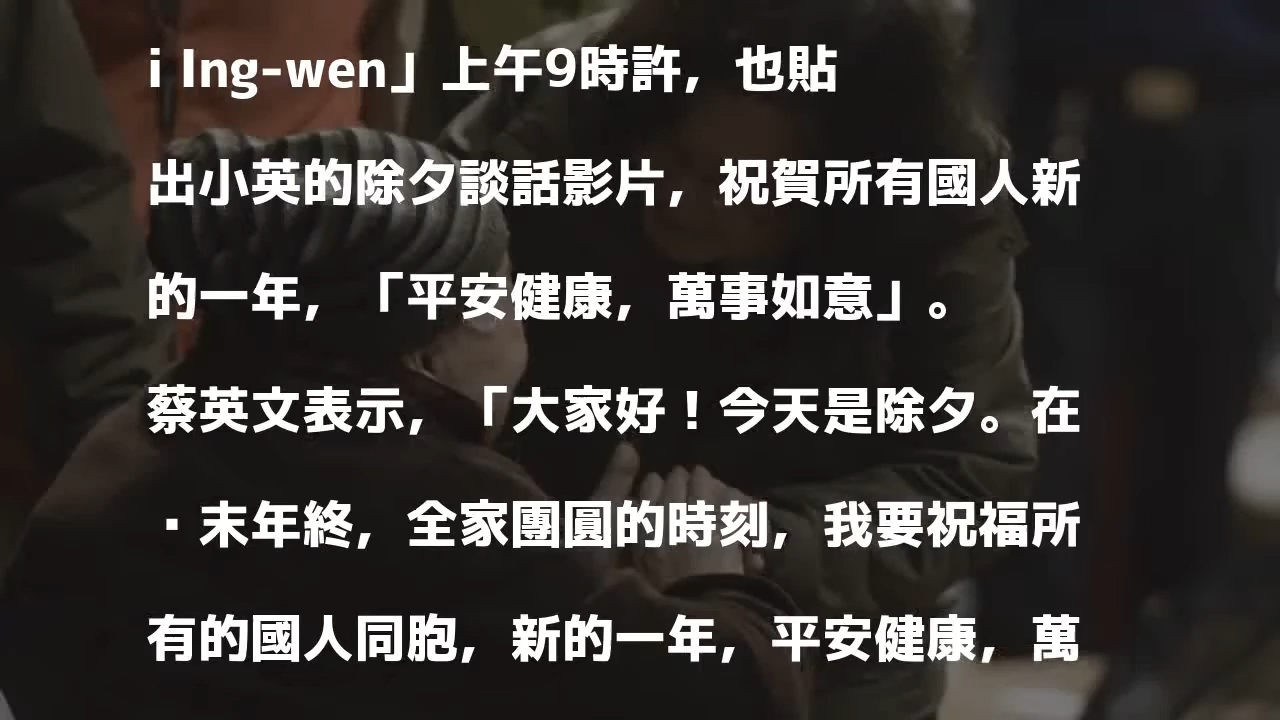 i Ing-wen」上午9時許，也貼
出小英的除夕談話影片，祝賀所有國人新
的一年，「平安健康，萬事如意」。
蔡英文表示，「大家好！今天是除夕。在
▪末年終，全家團圓的時刻，我要祝福所
有的國人同胞，新的一年，平安健康，萬